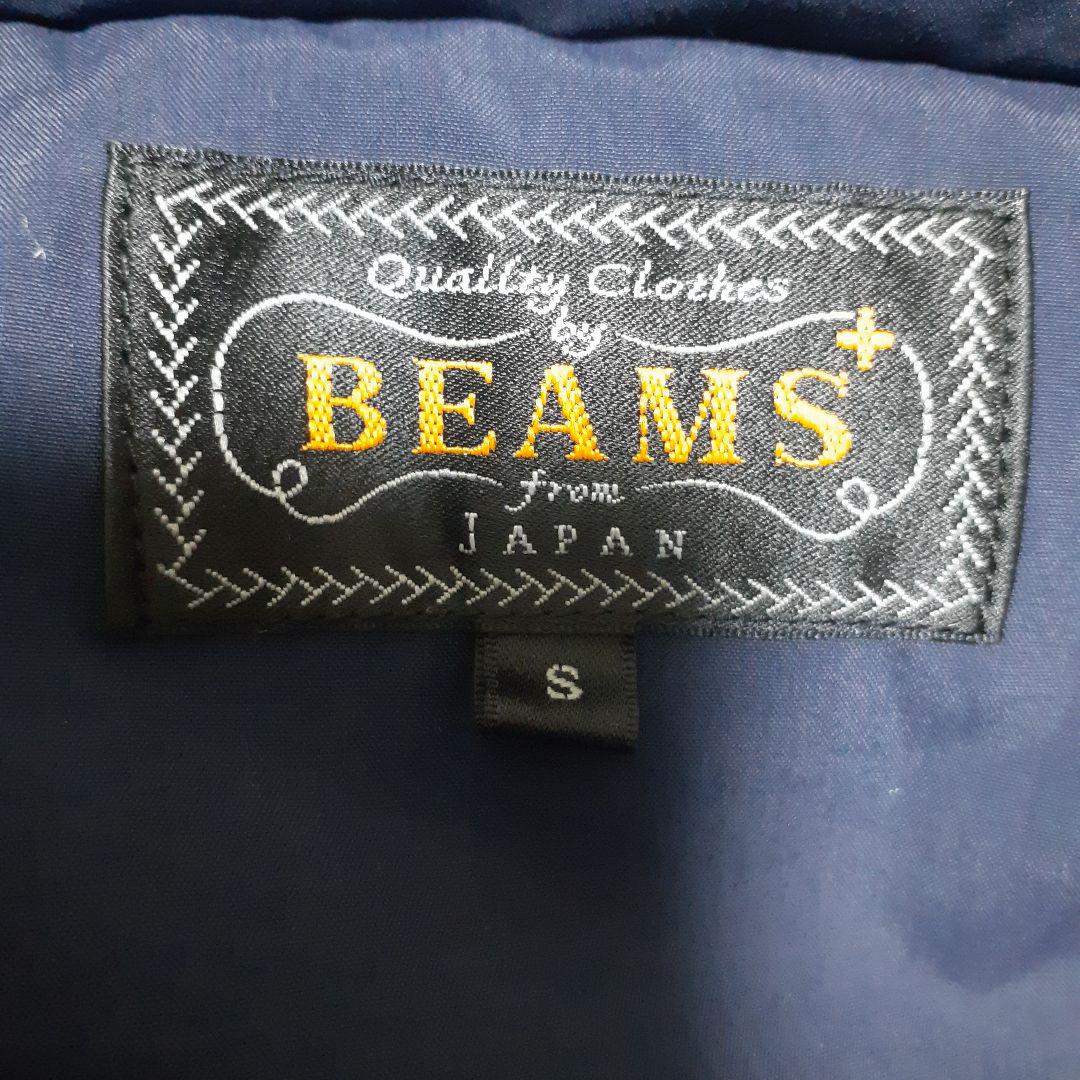 Quality Clothes
by
BEAMS+
from
JAPAN
S